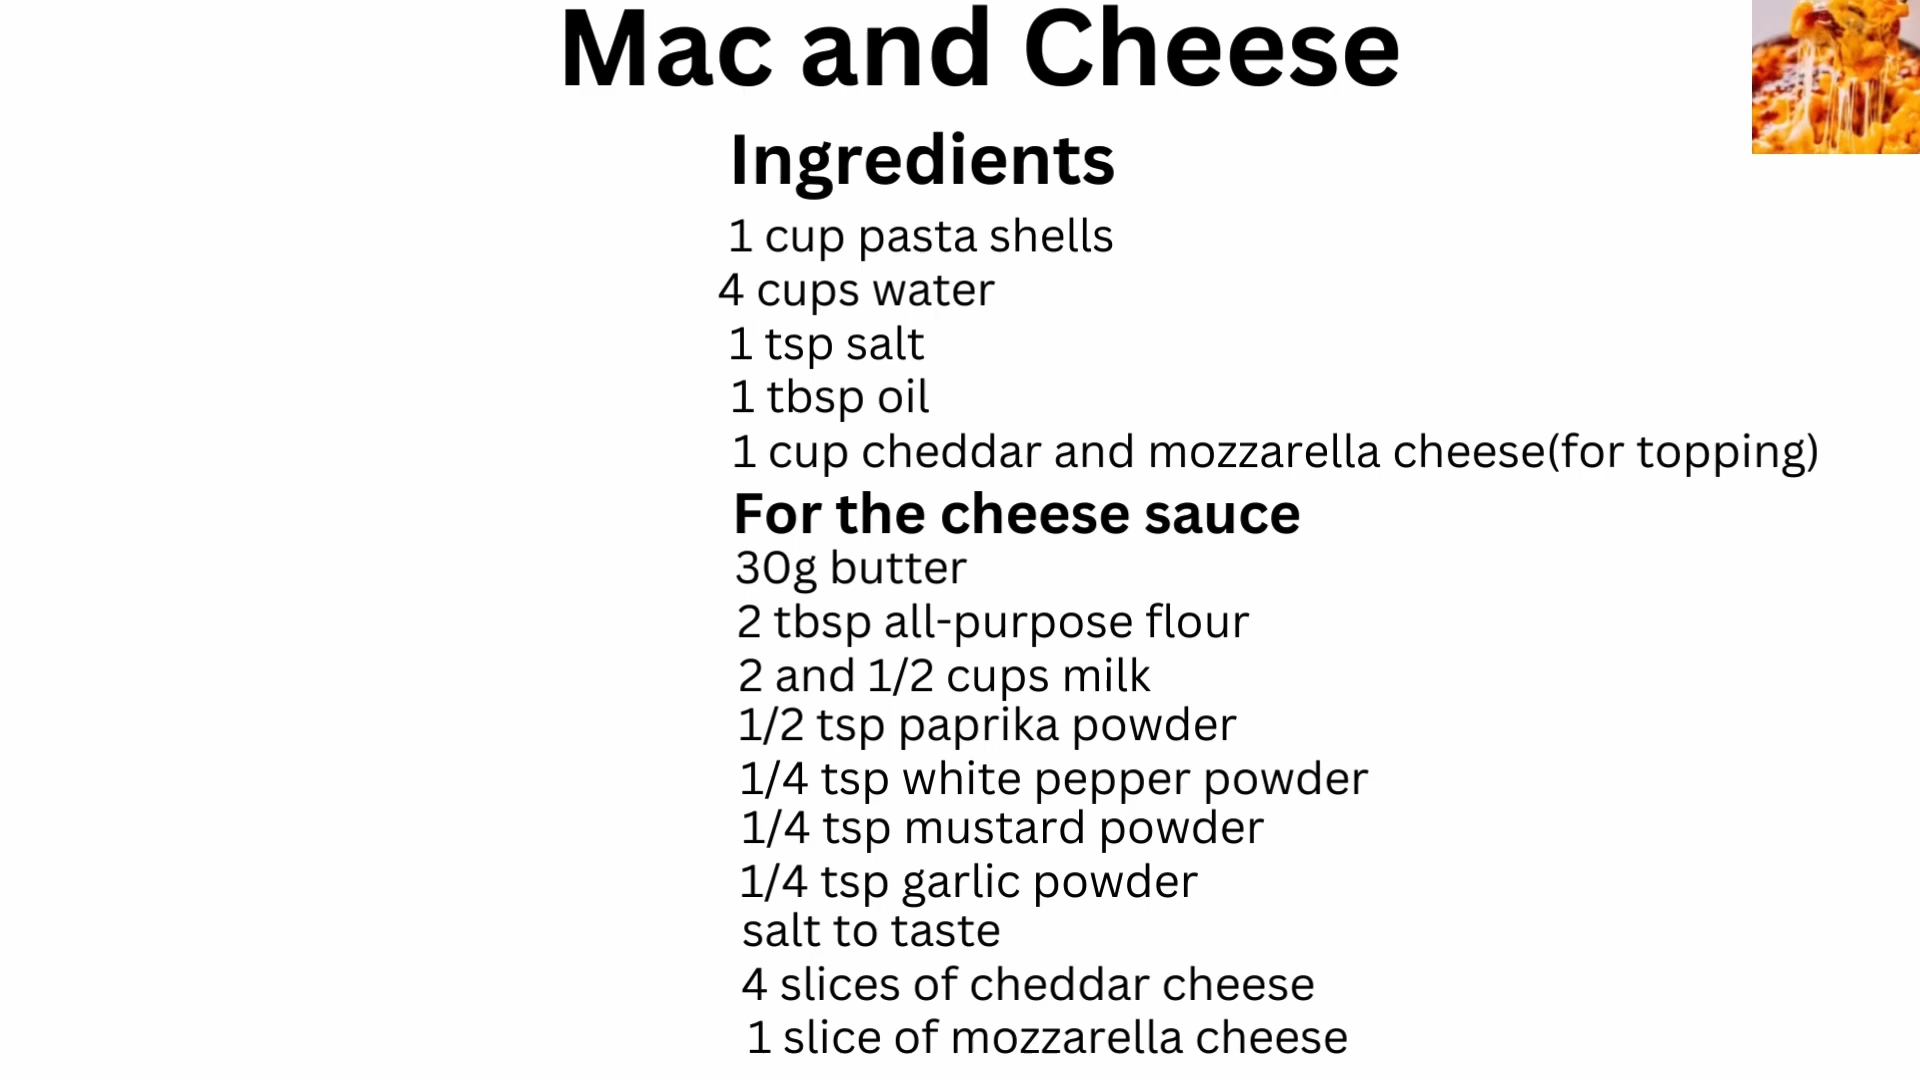 Mac and Cheese
Ingredients
1 cup pasta shells
4 cups water
1 tsp salt
1 tbsp oil
1 cup cheddar and mozzarella cheese(for topping)
For the cheese sauce
30g butter
2 tbsp all-purpose flour
2 and 1/2 cups milk
1/2 tsp paprika powder
1/4 tsp white pepper powder
1/4 tsp mustard powder
1/4 tsp garlic powder
salt to taste
4 slices of cheddar cheese
1 slice of mozzarella cheese